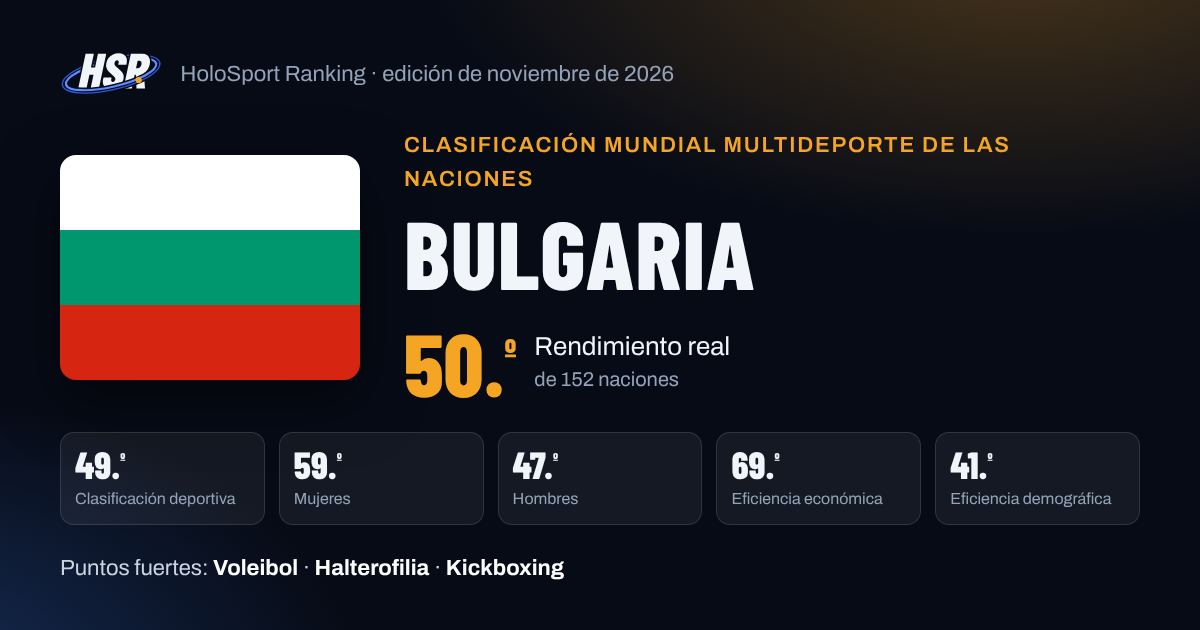 HSR
HoloSport Ranking · edición de noviembre de 2026
CLASIFICACIÓN MUNDIAL MULTIDEPORTE DE LAS
NACIONES
BULGARIA
50.º
Rendimiento real
de 152 naciones
49.º
Clasificación deportiva
59.º
Mujeres
47.º
Hombres
69.º
Eficiencia económica
41.º
Eficiencia demográfica
Puntos fuertes: Voleibol · Halterofilia · Kickboxing